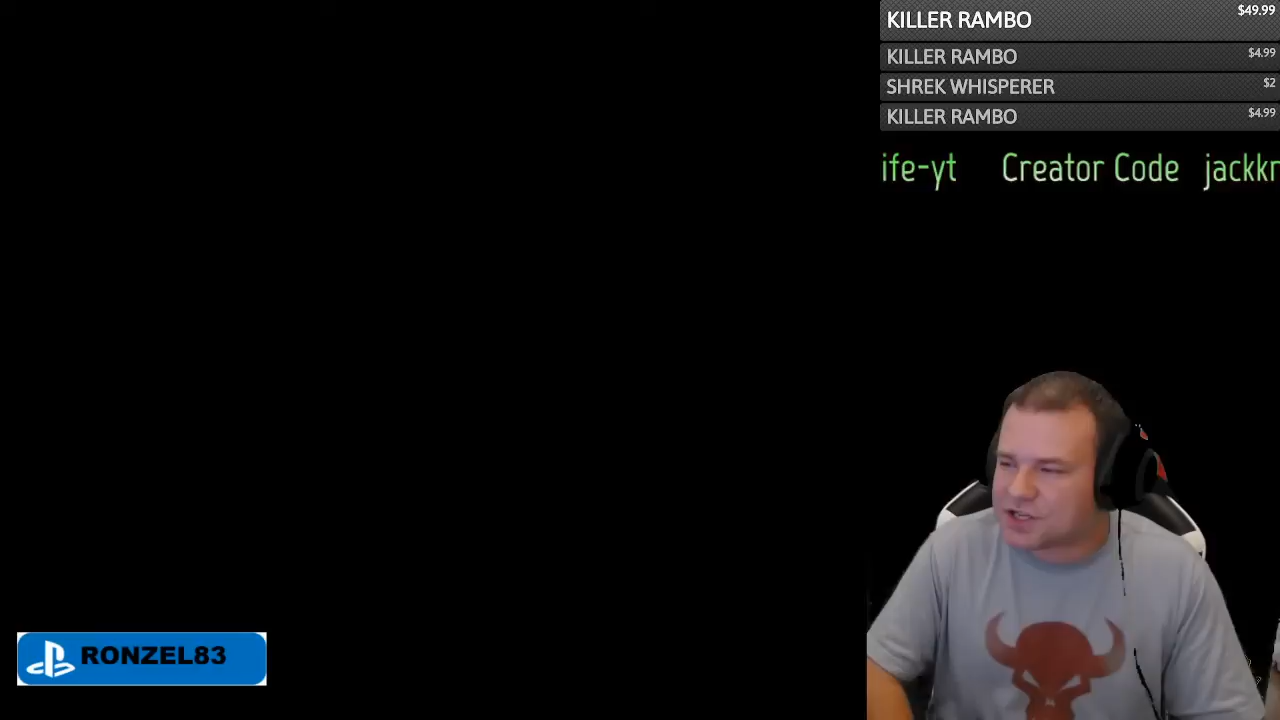 KILLER RAMBO $49.99
KILLER RAMBO $4.99
SHREK WHISPERER $2
KILLER RAMBO $4.99
ife-yt Creator Code jackkr
RONZEL83